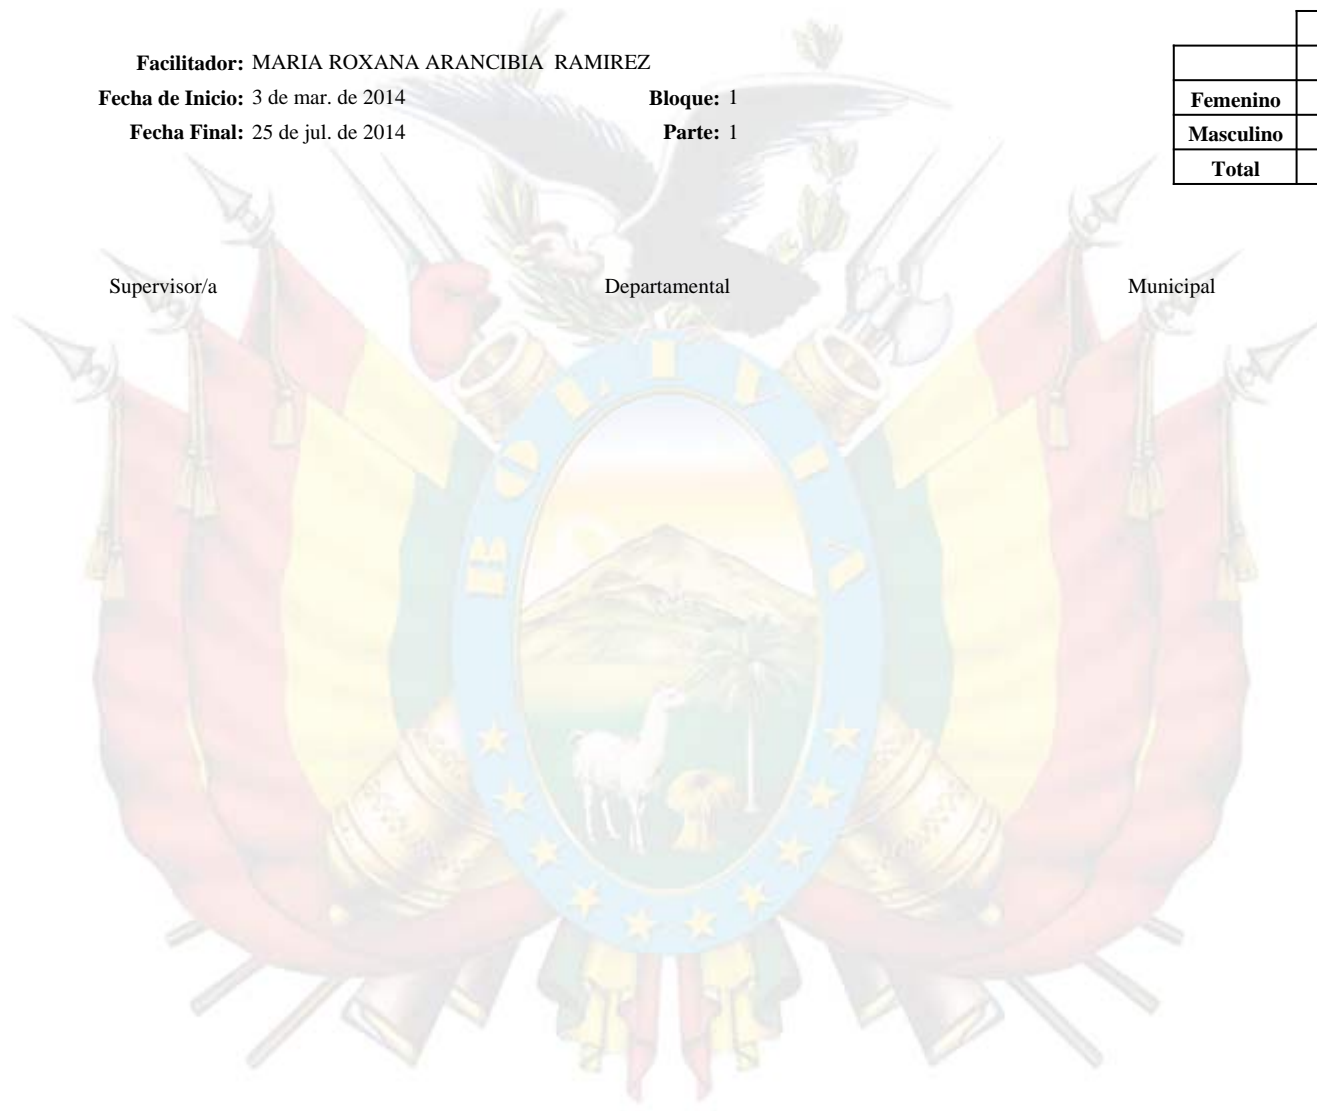 Facilitador: MARIA ROXANA ARANCIBIA RAMIREZ
Fecha de Inicio: 3 de mar. de 2014 Bloque: 1
Fecha Final: 25 de jul. de 2014 Parte: 1
Femenino
Masculino
Total
Supervisor/a Departamental Municipal
BOLIVIA